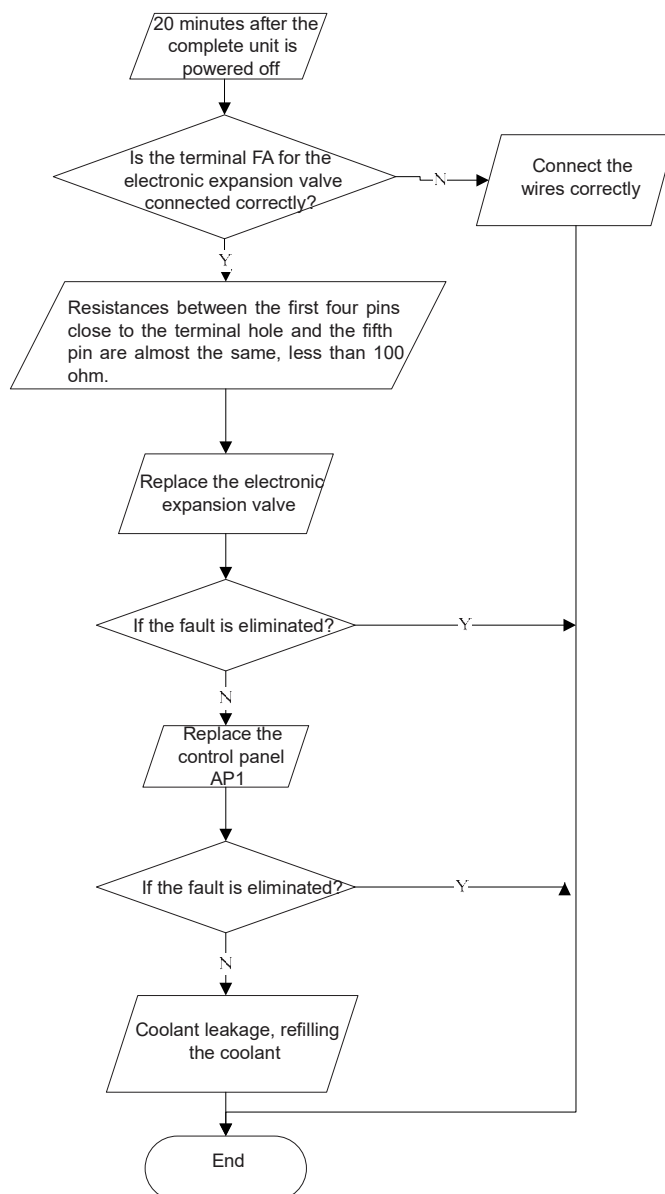 20 minutes after the
complete unit is
powered off
Is the terminal FA for the
electronic expansion valve
connected correctly?
N
Connect the
wires correctly
Y
Resistances between the first four pins
close to the terminal hole and the fifth
pin are almost the same, less than 100
ohm.
Replace the electronic
expansion valve
If the fault is eliminated?
Y
N
Replace the
control panel
AP1
If the fault is eliminated?
Y
N
Coolant leakage, refilling
the coolant
End